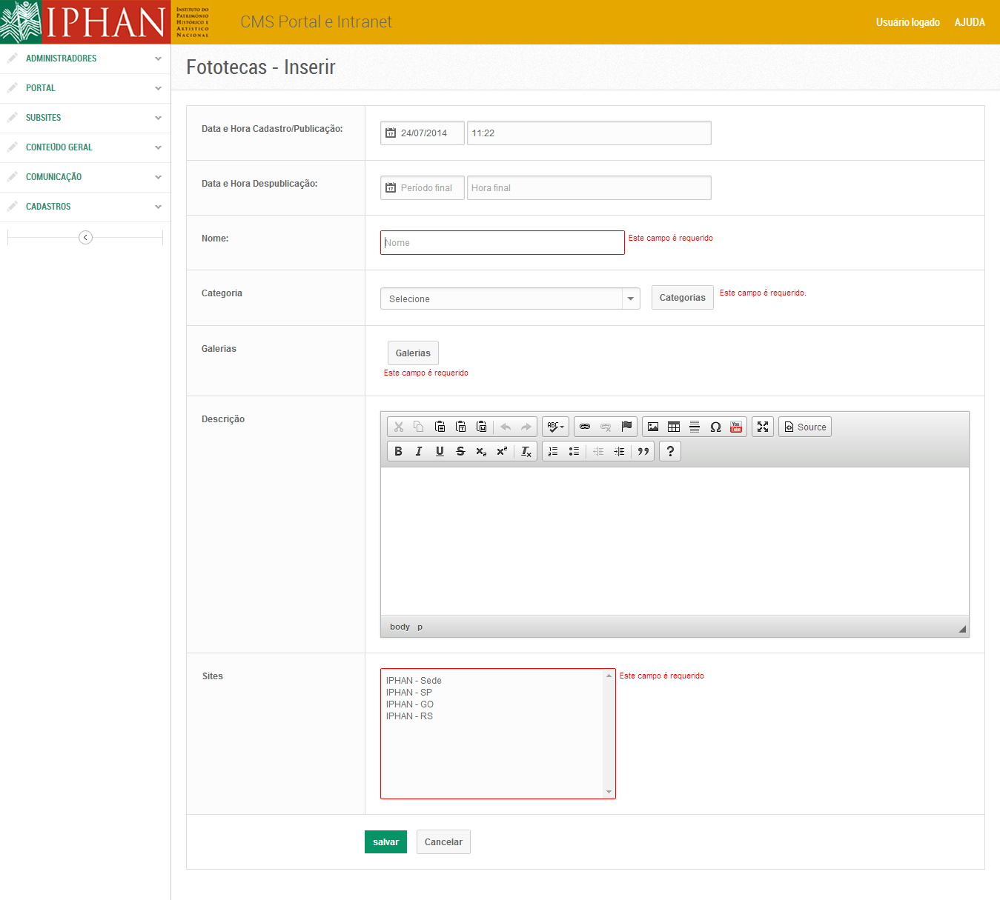 IPHAN
INSTITUTO DO
PATRIMÔNIO
HISTÓRICO E
ARTÍSTICO
NACIONAL
CMS Portal e Intranet
Usuário logado AJUDA
ADMINISTRADORES
PORTAL
SUBSITES
CONTEÚDO GERAL
COMUNICAÇÃO
CADASTROS
Fototecas - Inserir
Data e Hora Cadastro/Publicação: 24/07/2014 11:22
Data e Hora Despublicação: Período final Hora final
Nome: Nome Este campo é requerido
Categoria Selecione Categorias Este campo é requerido.
Galerias Galerias
Este campo é requerido
Descrição
ABC Ω You Tube Source
B I U S x₂ x² Tx ?
body p
Sites
Este campo é requerido
IPHAN - Sede
IPHAN - SP
IPHAN - GO
IPHAN - RS
salvar Cancelar